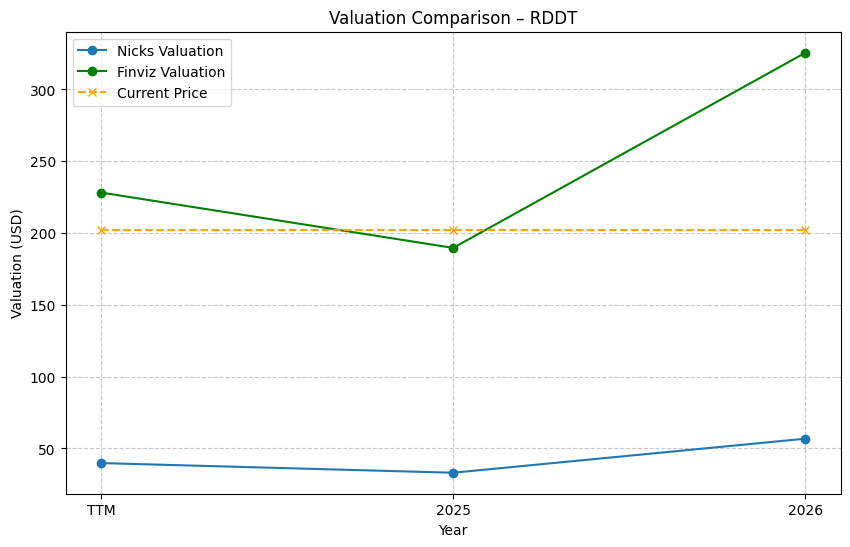 Valuation Comparison – RDDT
Nicks Valuation
Finviz Valuation
Current Price
Valuation (USD)
300
250
200
150
100
50
TTM
2025
2026
Year